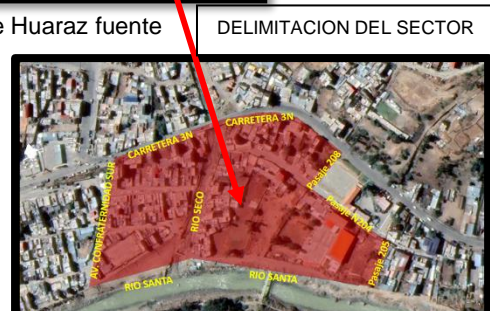 e Huaraz fuente
DELIMITACION DEL SECTOR
CARRETERA 3N
CARRETERA 3N
Pasaje 208
AV. CONFRATERNIDAD SUR
RIO SECO
Pasaje N204
Pasaje 205
RIO SANTA
RIO SANTA